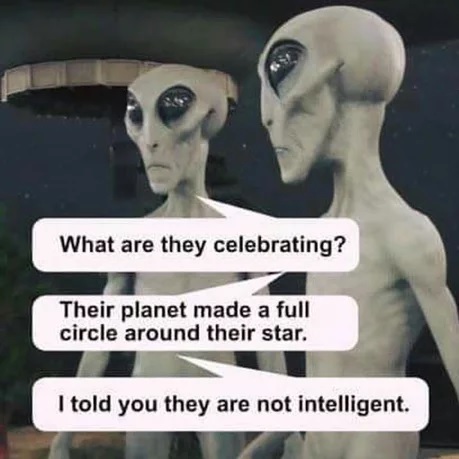 What are they celebrating?
Their planet made a full
circle around their star.
I told you they are not intelligent.